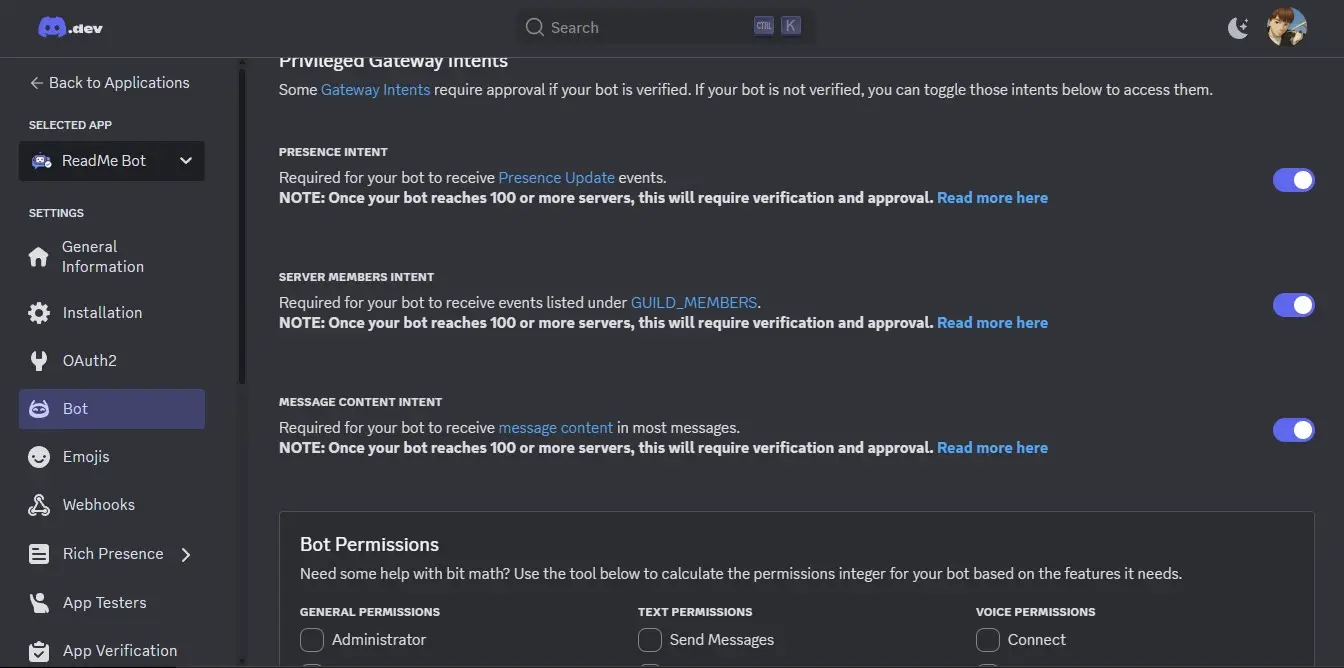 .dev
Search
CTRL K
← Back to Applications
SELECTED APP
ReadMe Bot
SETTINGS
General
Information
Installation
OAuth2
Bot
Emojis
Webhooks
Rich Presence
App Testers
App Verification
Privileged Gateway Intents
Some Gateway Intents require approval if your bot is verified. If your bot is not verified, you can toggle those intents below to access them.
PRESENCE INTENT
Required for your bot to receive Presence Update events.
NOTE: Once your bot reaches 100 or more servers, this will require verification and approval. Read more here
SERVER MEMBERS INTENT
Required for your bot to receive events listed under GUILD_MEMBERS.
NOTE: Once your bot reaches 100 or more servers, this will require verification and approval. Read more here
MESSAGE CONTENT INTENT
Required for your bot to receive message content in most messages.
NOTE: Once your bot reaches 100 or more servers, this will require verification and approval. Read more here
Bot Permissions
Need some help with bit math? Use the tool below to calculate the permissions integer for your bot based on the features it needs.
GENERAL PERMISSIONS
Administrator
TEXT PERMISSIONS
Send Messages
VOICE PERMISSIONS
Connect